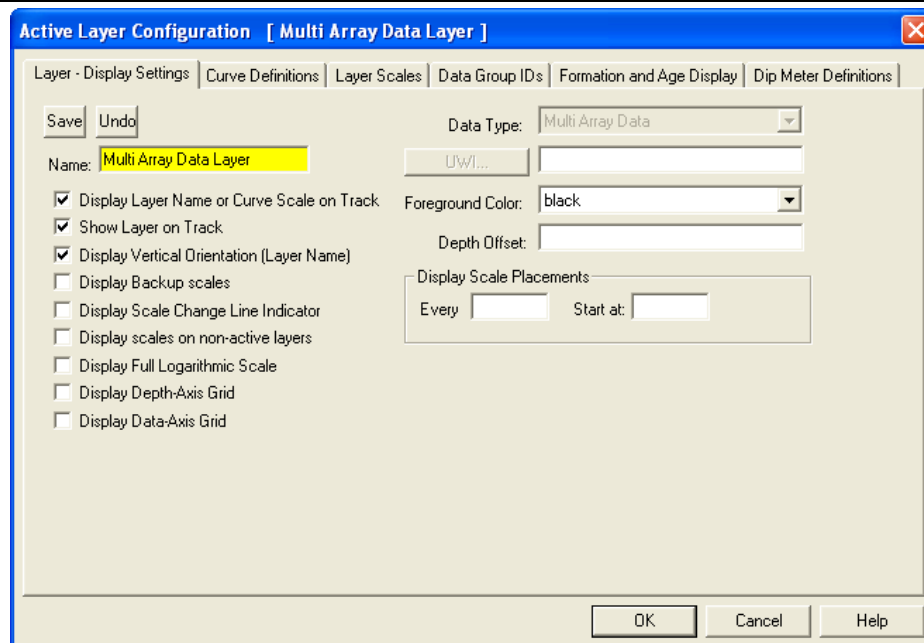 Active Layer Configuration [ Multi Array Data Layer ]
Layer - Display Settings Curve Definitions Layer Scales Data Group IDs Formation and Age Display Dip Meter Definitions
Save Undo
Name: Multi Array Data Layer
Display Layer Name or Curve Scale on Track
Show Layer on Track
Display Vertical Orientation (Layer Name)
Display Backup scales
Display Scale Change Line Indicator
Display scales on non-active layers
Display Full Logarithmic Scale
Display Depth-Axis Grid
Display Data-Axis Grid
Data Type: Multi Array Data
UWI...
Foreground Color: black
Depth Offset:
Display Scale Placements
Every Start at:
OK Cancel Help